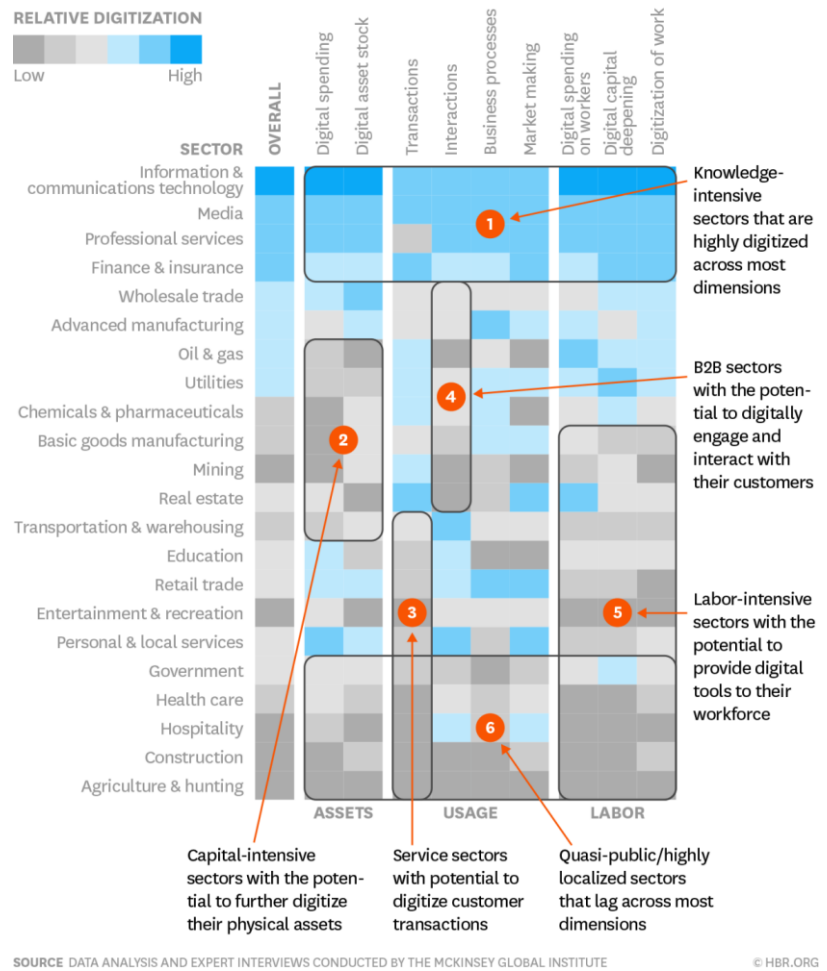 RELATIVE DIGITIZATION
Low
High
SECTOR
OVERALL
Digital spending
Digital asset stock
Transactions
Interactions
Business processes
Market making
Digital spending
on workers
Digital capital
deepening
Digitization of work
Information &
communications technology
Media
Professional services
Finance & insurance
Wholesale trade
Advanced manufacturing
Oil & gas
Utilities
Chemicals & pharmaceuticals
Basic goods manufacturing
Mining
Real estate
Transportation & warehousing
Education
Retail trade
Entertainment & recreation
Personal & local services
Government
Health care
Hospitality
Construction
Agriculture & hunting
1
4
2
3
5
6
Knowledge-
intensive
sectors that are
highly digitized
across most
dimensions
B2B sectors
with the poten-
tial to digitally
engage and
interact with
their customers
Labor-intensive
sectors with the
potential to
provide digital
tools to their
workforce
ASSETS
USAGE
LABOR
Capital-intensive
sectors with the poten-
tial to further digitize
their physical assets
Service sectors
with potential to
digitize customer
transactions
Quasi-public/highly
localized sectors
that lag across most
dimensions
SOURCE DATA ANALYSIS AND EXPERT INTERVIEWS CONDUCTED BY THE MCKINSEY GLOBAL INSTITUTE
© HBR.ORG